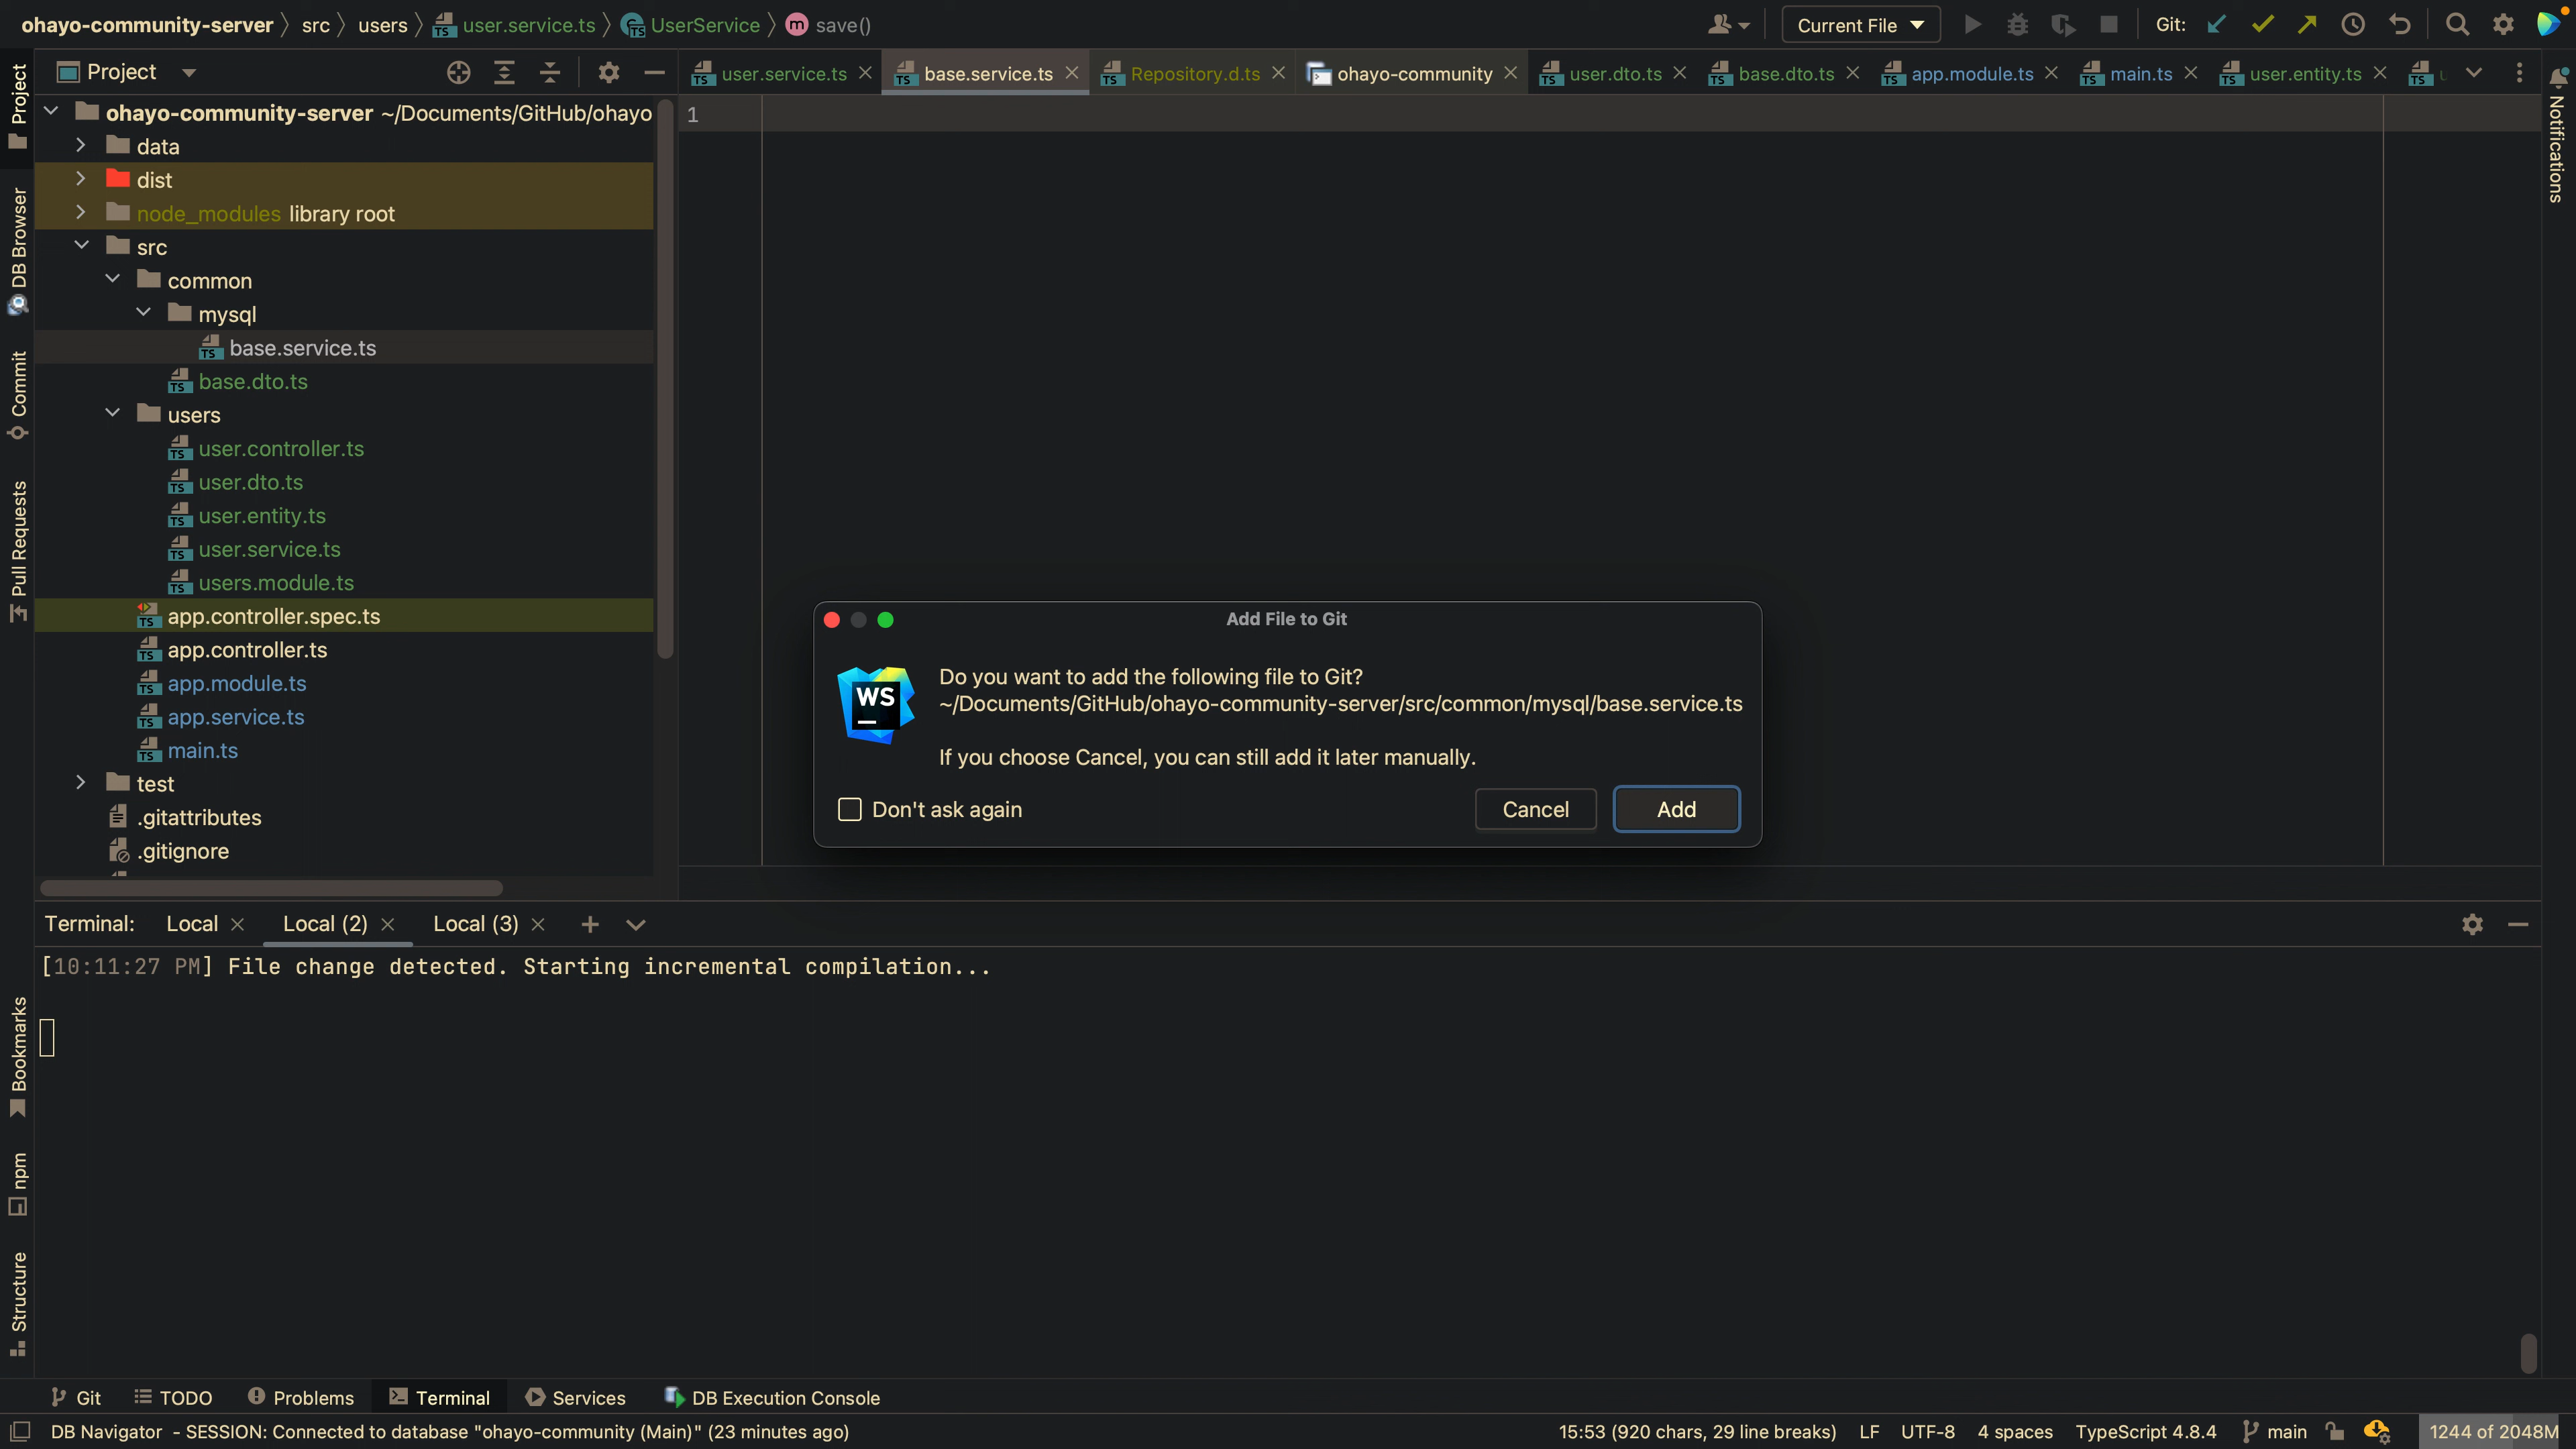 ohayo-community-server src users user.service.ts UserService save()
Current File
Git:
Project
user.service.ts
base.service.ts
Repository.d.ts
ohayo-community
user.dto.ts
base.dto.ts
app.module.ts
main.ts
user.entity.ts
Project
DB Browser
Commit
Pull Requests
Bookmarks
npm
Structure
Notifications
ohayo-community-server ~/Documents/GitHub/ohayo
data
dist
node_modules library root
src
common
mysql
base.service.ts
base.dto.ts
users
user.controller.ts
user.dto.ts
user.entity.ts
user.service.ts
users.module.ts
app.controller.spec.ts
app.controller.ts
app.module.ts
app.service.ts
main.ts
test
.gitattributes
.gitignore
1
Add File to Git
WS
Do you want to add the following file to Git?
~/Documents/GitHub/ohayo-community-server/src/common/mysql/base.service.ts
If you choose Cancel, you can still add it later manually.
Don't ask again
Cancel
Add
Terminal: Local Local (2) Local (3)
[10:11:27 PM] File change detected. Starting incremental compilation...
Git TODO Problems Terminal Services DB Execution Console
DB Navigator - SESSION: Connected to database "ohayo-community (Main)" (23 minutes ago)
15:53 (920 chars, 29 line breaks) LF UTF-8 4 spaces TypeScript 4.8.4 main 1244 of 2048M